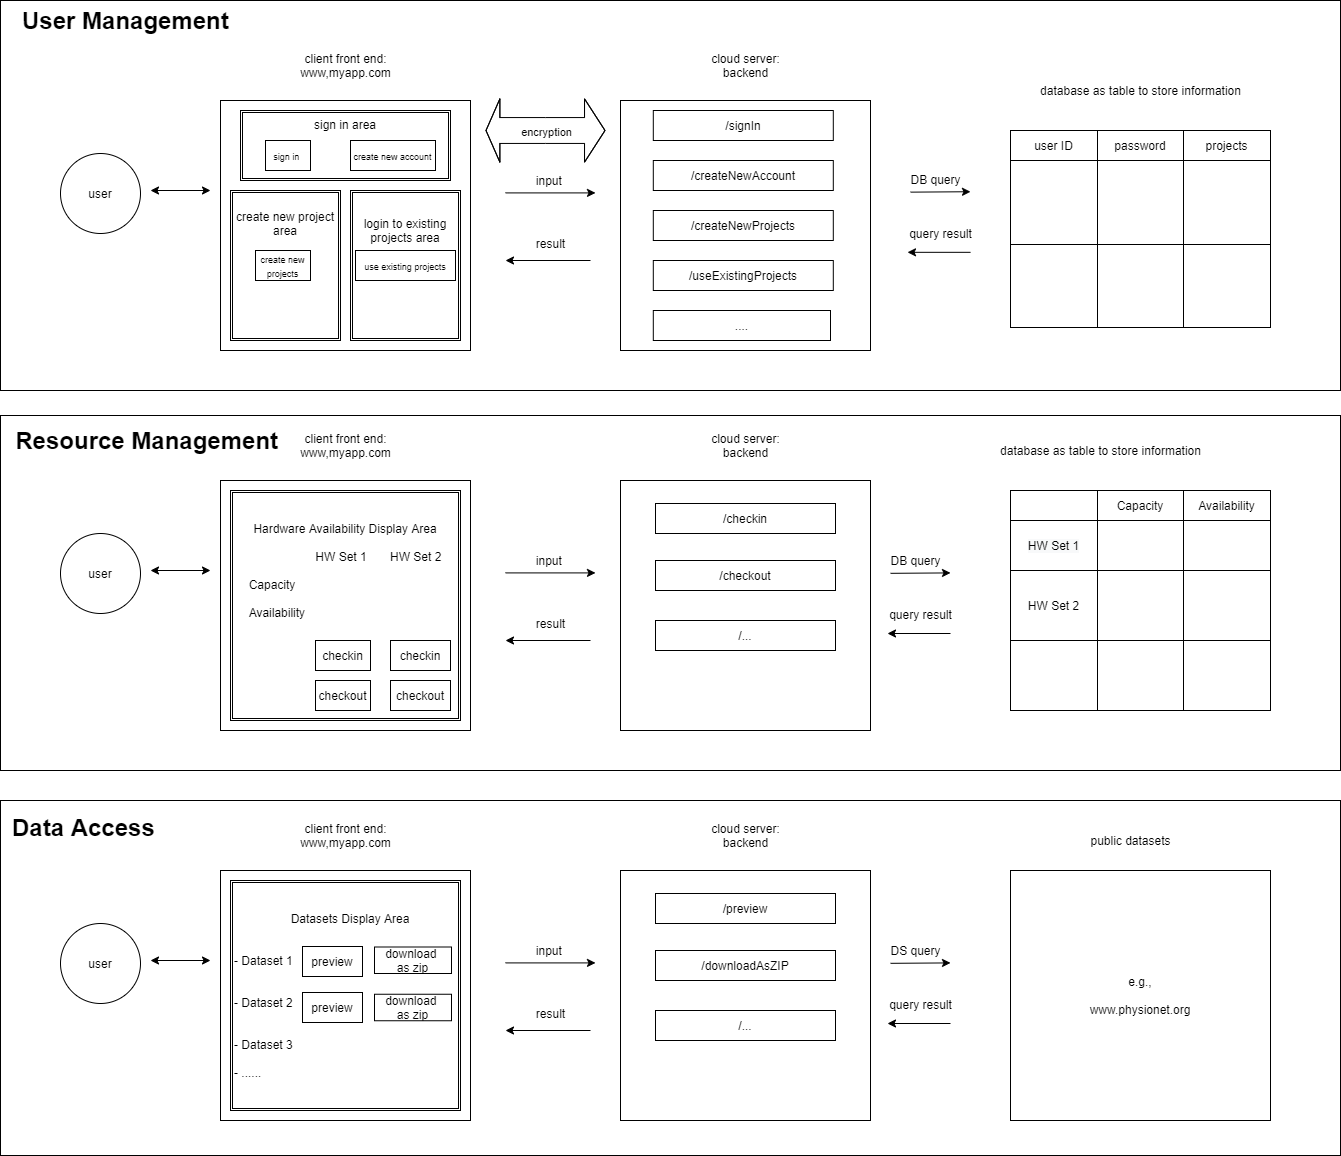 User Management
client front end:
www,myapp.com
cloud server:
backend
database as table to store information
user
sign in area
sign in
create new account
create new project
area
create new
projects
login to existing
projects area
use existing projects
encryption
input
result
/signIn
/createNewAccount
/createNewProjects
/useExistingProjects
....
DB query
query result
user ID
password
projects
Resource Management
client front end:
www,myapp.com
cloud server:
backend
database as table to store information
user
Hardware Availability Display Area
HW Set 1
HW Set 2
Capacity
Availability
checkin
checkin
checkout
checkout
input
result
/checkin
/checkout
/...
DB query
query result
Capacity
Availability
HW Set 1
HW Set 2
Data Access
client front end:
www,myapp.com
cloud server:
backend
public datasets
user
Datasets Display Area
- Dataset 1
preview
download
as zip
- Dataset 2
preview
download
as zip
- Dataset 3
- ......
input
result
/preview
/downloadAsZIP
/...
DS query
query result
e.g.,
www.physionet.org